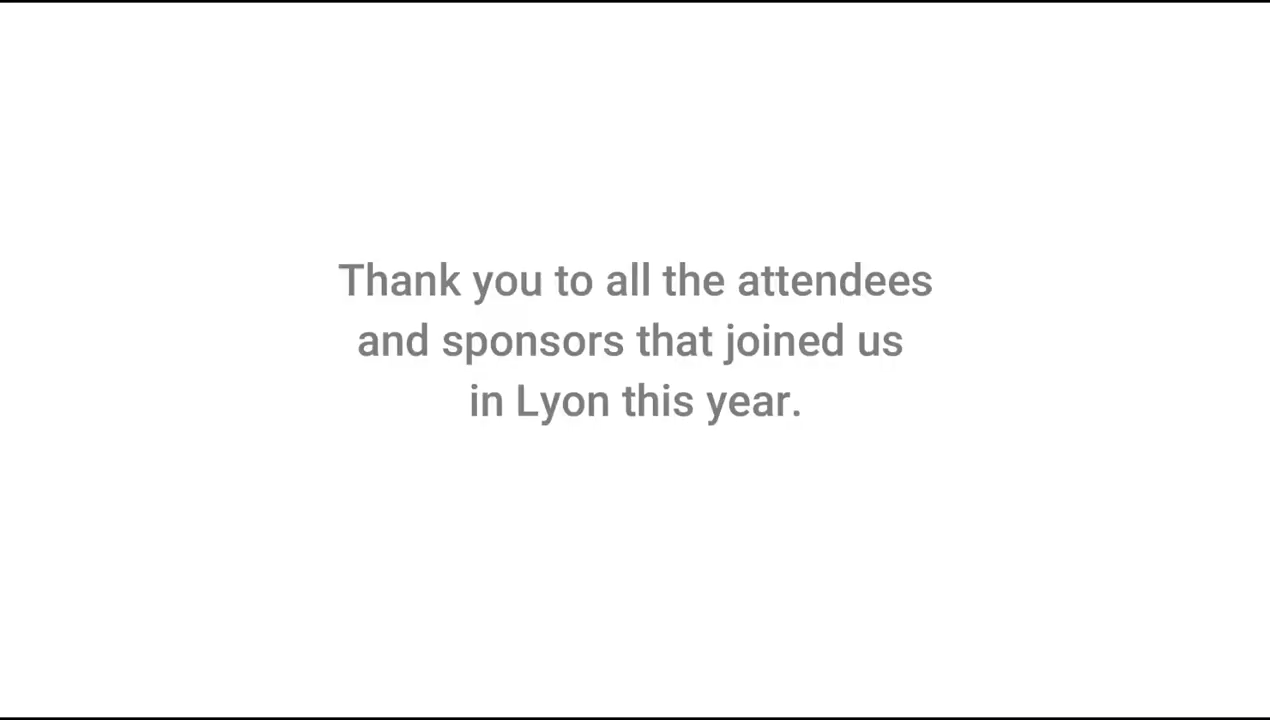 Thank you to all the attendees
and sponsors that joined us
in Lyon this year.